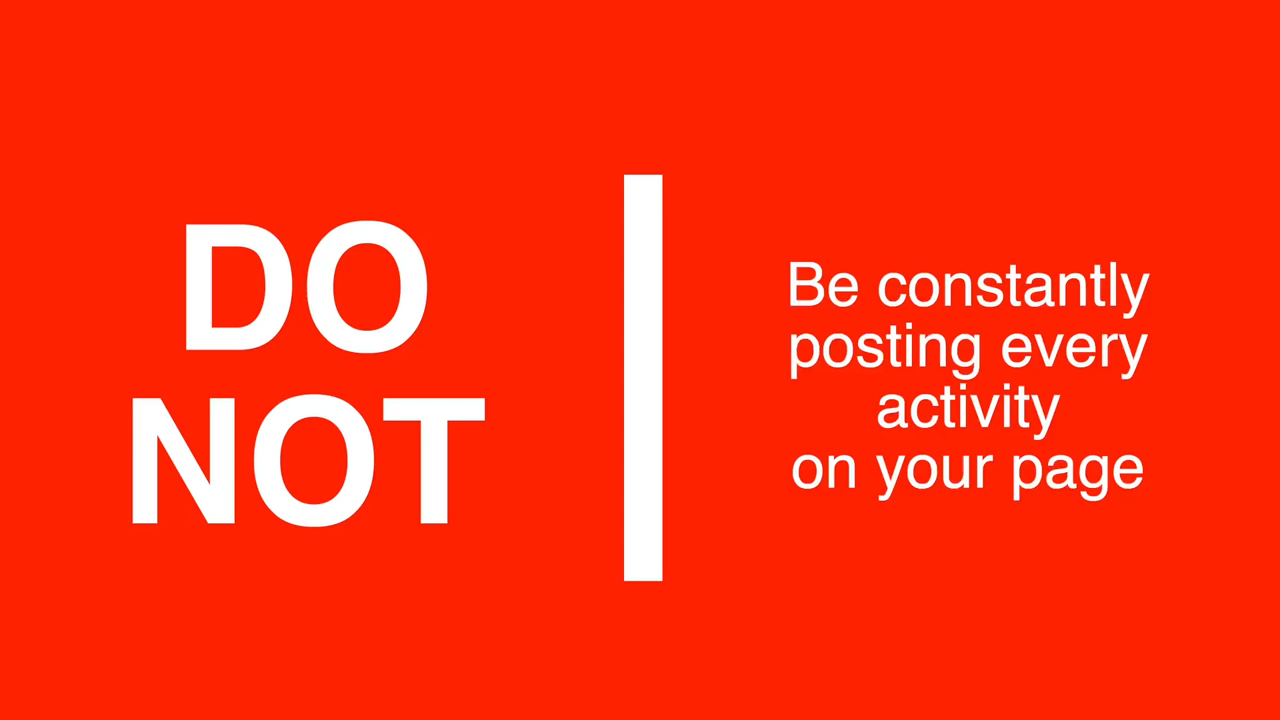 DO
NOT
Be constantly
posting every
activity
on your page